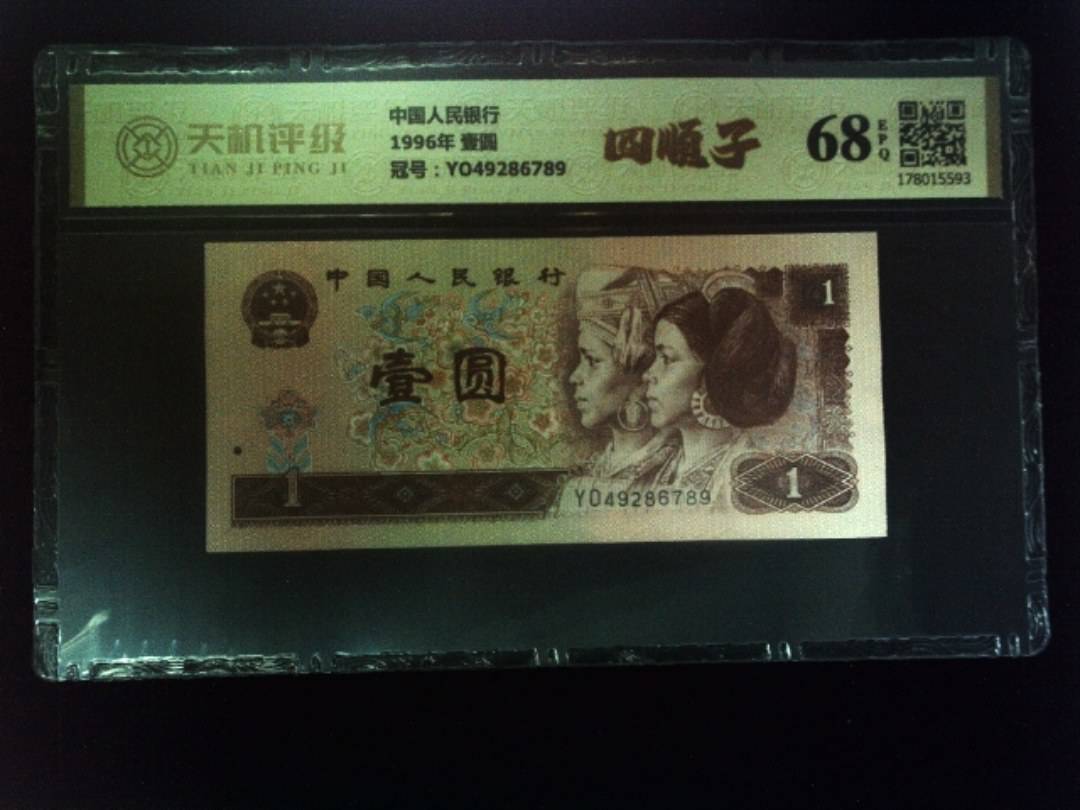 天机评级
TIAN JI PING JI
中国人民银行
1996年 壹圆
冠号：YO49286789
四顺子
68
EPQ
178015593
中国人民银行
1
壹圆
1
YO49286789
1